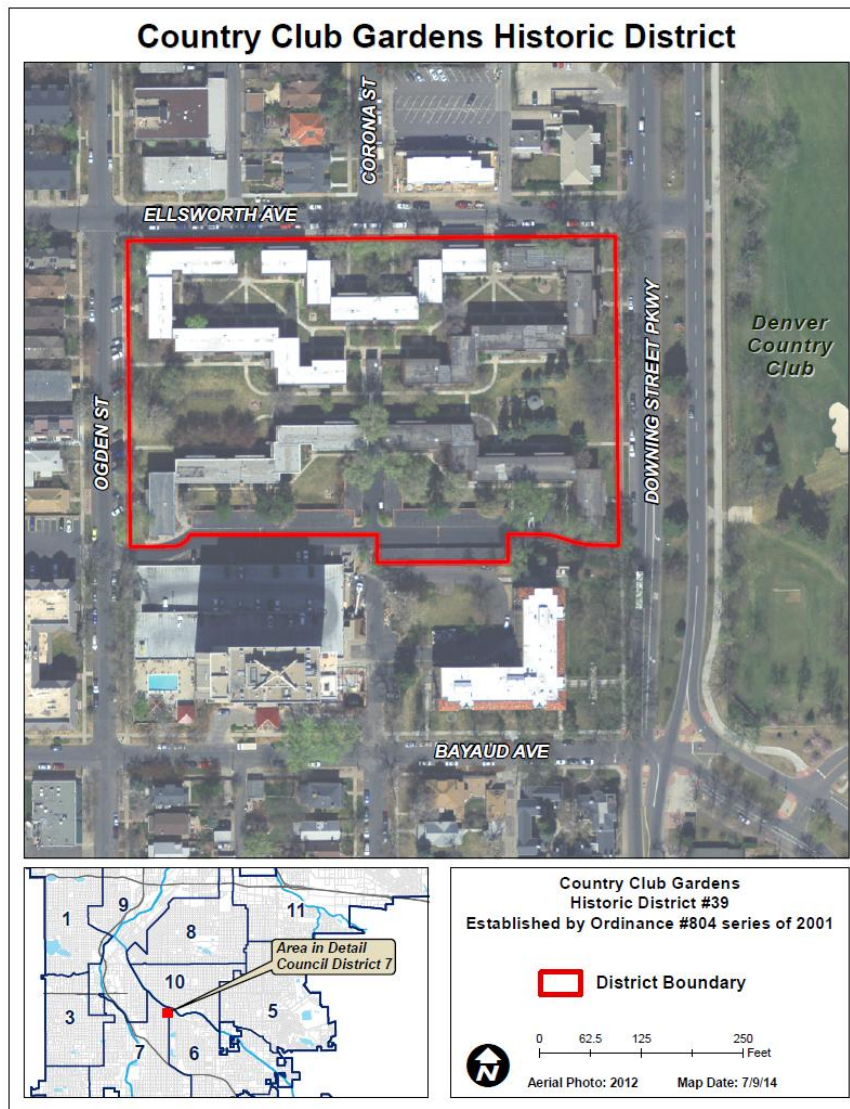 Country Club Gardens Historic District
CORONA ST
ELLSWORTH AVE
OGDEN ST
DOWNING STREET PKWY
Denver
Country
Club
BAYAUD AVE
1
9
8
11
10
3
7
6
5
Area in Detail
Council District 7
Country Club Gardens
Historic District #39
Established by Ordinance #804 series of 2001
District Boundary
0 62.5 125 250
Feet
N
Aerial Photo: 2012 Map Date: 7/9/14